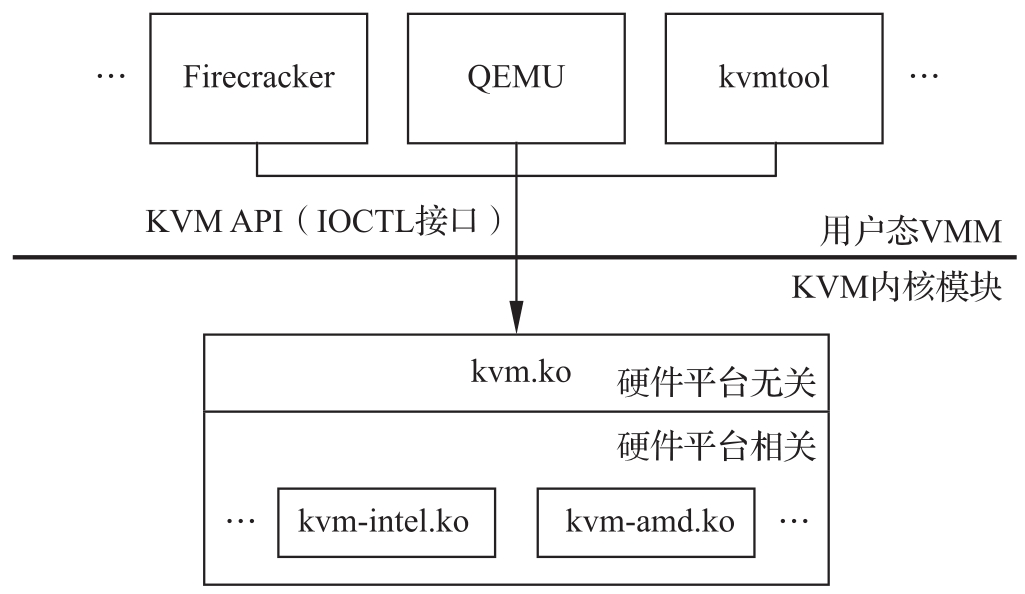 … Firecracker QEMU kvmtool …
KVM API（IOCTL接口）
用户态VMM
KVM内核模块
kvm.ko
硬件平台无关
硬件平台相关
… kvm-intel.ko kvm-amd.ko …